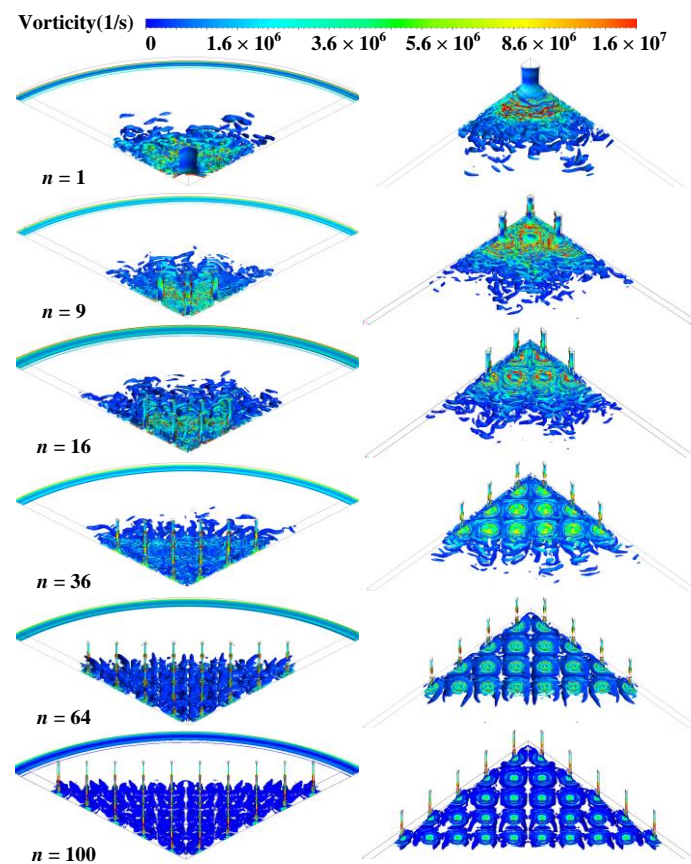 Vorticity(1/s)
0 1.6 × 10⁶ 3.6 × 10⁶ 5.6 × 10⁶ 8.6 × 10⁶ 1.6 × 10⁷
n = 1
n = 9
n = 16
n = 36
n = 64
n = 100